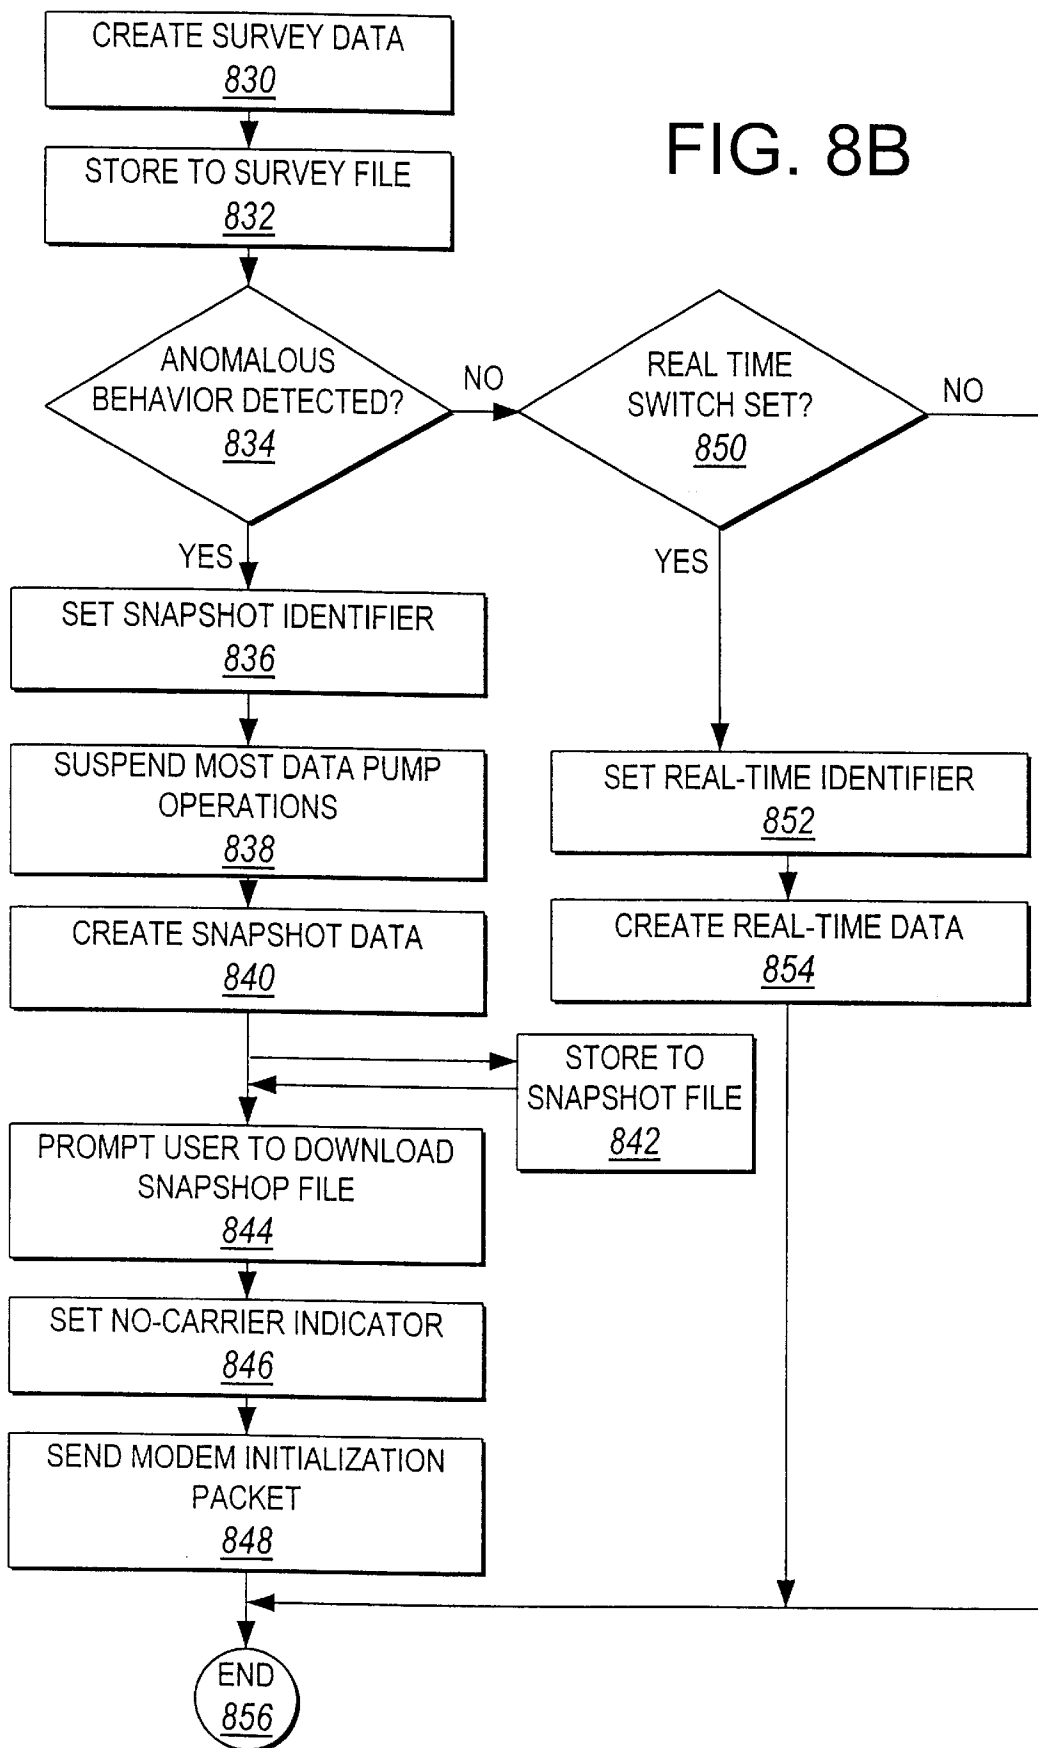 CREATE SURVEY DATA
830
FIG. 8B
STORE TO SURVEY FILE
832
ANOMALOUS
BEHAVIOR DETECTED?
834
NO
REAL TIME
SWITCH SET?
850
NO
YES
YES
SET SNAPSHOT IDENTIFIER
836
SUSPEND MOST DATA PUMP
OPERATIONS
838
SET REAL-TIME IDENTIFIER
852
CREATE SNAPSHOT DATA
840
CREATE REAL-TIME DATA
854
STORE TO
SNAPSHOT FILE
842
PROMPT USER TO DOWNLOAD
SNAPSHOP FILE
844
SET NO-CARRIER INDICATOR
846
SEND MODEM INITIALIZATION
PACKET
848
END
856